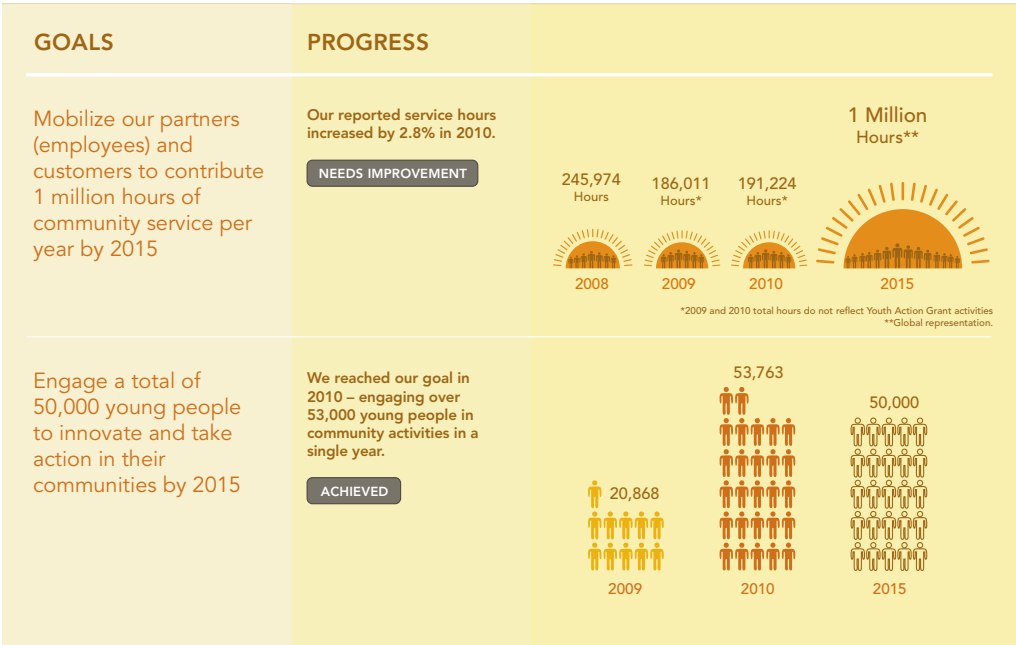 GOALS
PROGRESS
Mobilize our partners
(employees) and
customers to contribute
1 million hours of
community service per
year by 2015
Our reported service hours
increased by 2.8% in 2010.
NEEDS IMPROVEMENT
245,974
Hours
2008
186,011
Hours*
2009
191,224
Hours*
2010
1 Million
Hours**
2015
*2009 and 2010 total hours do not reflect Youth Action Grant activities
**Global representation.
Engage a total of
50,000 young people
to innovate and take
action in their
communities by 2015
We reached our goal in
2010 – engaging over
53,000 young people in
community activities in a
single year.
ACHIEVED
20,868
2009
53,763
2010
50,000
2015